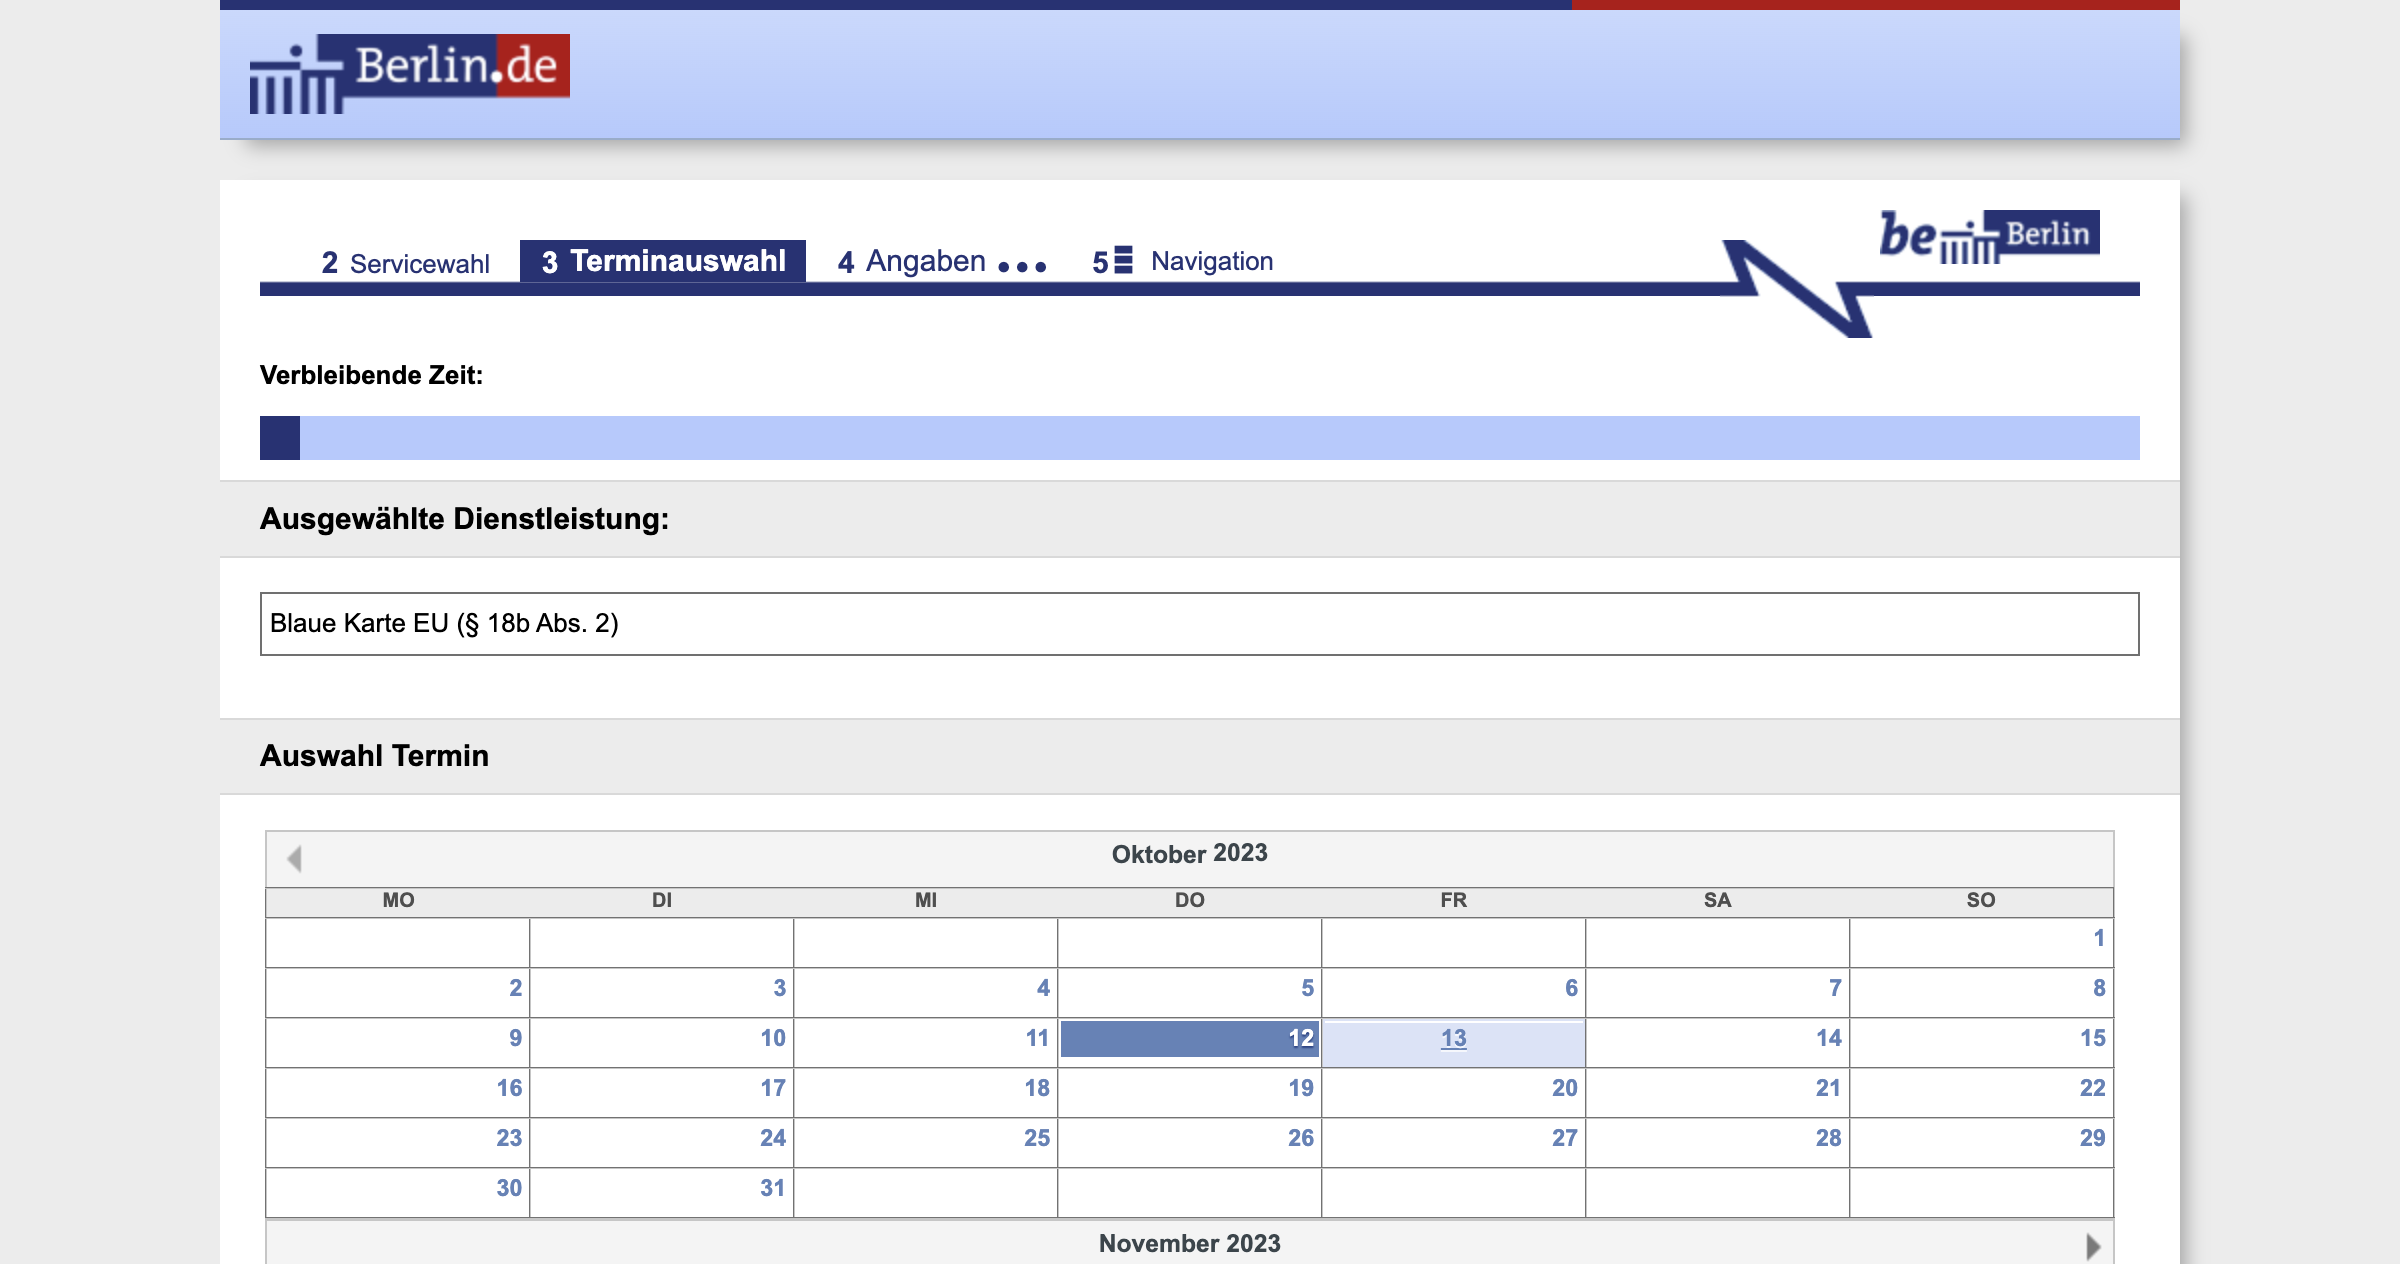 Berlin.de
be Berlin
2 Servicewahl 3 Terminauswahl 4 Angaben ••• 5 Navigation
Verbleibende Zeit:
Ausgewählte Dienstleistung:
Blaue Karte EU (§ 18b Abs. 2)
Auswahl Termin
Oktober 2023
MO DI MI DO FR SA SO
1
2 3 4 5 6 7 8
9 10 11 12 13 14 15
16 17 18 19 20 21 22
23 24 25 26 27 28 29
30 31
November 2023